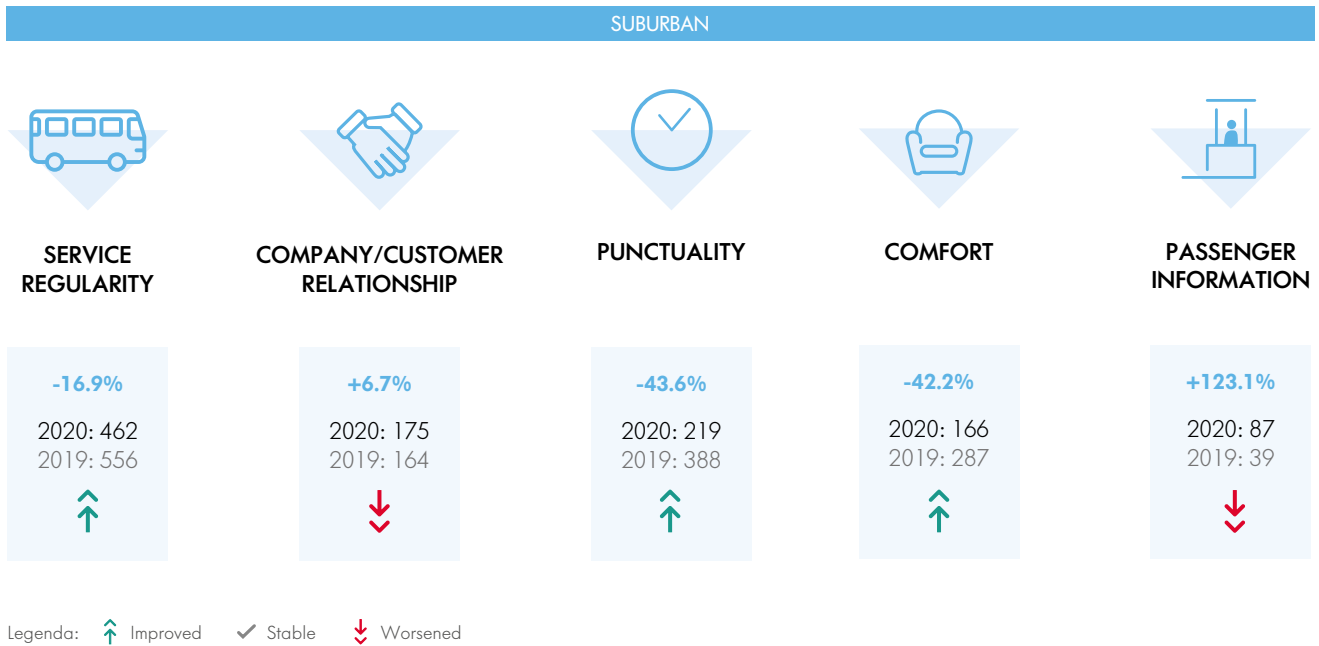 SUBURBAN
SERVICE
REGULARITY
COMPANY/CUSTOMER
RELATIONSHIP
PUNCTUALITY
COMFORT
PASSENGER
INFORMATION
-16.9%
2020: 462
2019: 556
+6.7%
2020: 175
2019: 164
-43.6%
2020: 219
2019: 388
-42.2%
2020: 166
2019: 287
+123.1%
2020: 87
2019: 39
Legenda: Improved Stable Worsened